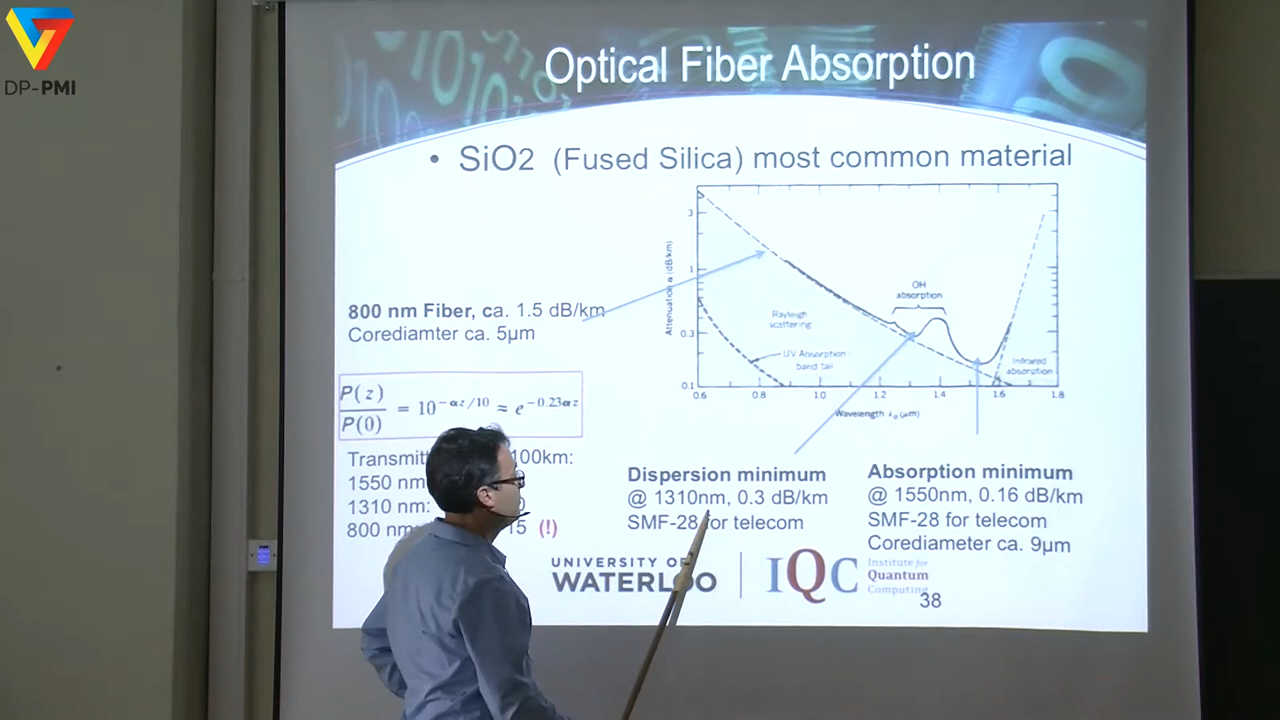 DP-PMI
Optical Fiber Absorption
• SiO2 (Fused Silica) most common material
800 nm Fiber, ca. 1.5 dB/km
Corediamter ca. 5µm
P(z)
P(0)
= 10^-αz/10 ≈ e^-0.23αz
100km:
1550 nm
1310 nm:
800 nm
15 (!)
Attenuation α (dB/km)
3
1
0.3
0.1
OH
absorption
Rayleigh
scattering
UV Absorption
band tail
Infrared
absorption
0.6 0.8 1.0 1.2 1.4 1.6 1.8
Wavelength λo (µm)
Dispersion minimum
@ 1310nm, 0.3 dB/km
SMF-28 for telecom
Absorption minimum
@ 1550nm, 0.16 dB/km
SMF-28 for telecom
Corediameter ca. 9µm
UNIVERSITY OF
WATERLOO
IQC
Institute for
Quantum
Computing
38